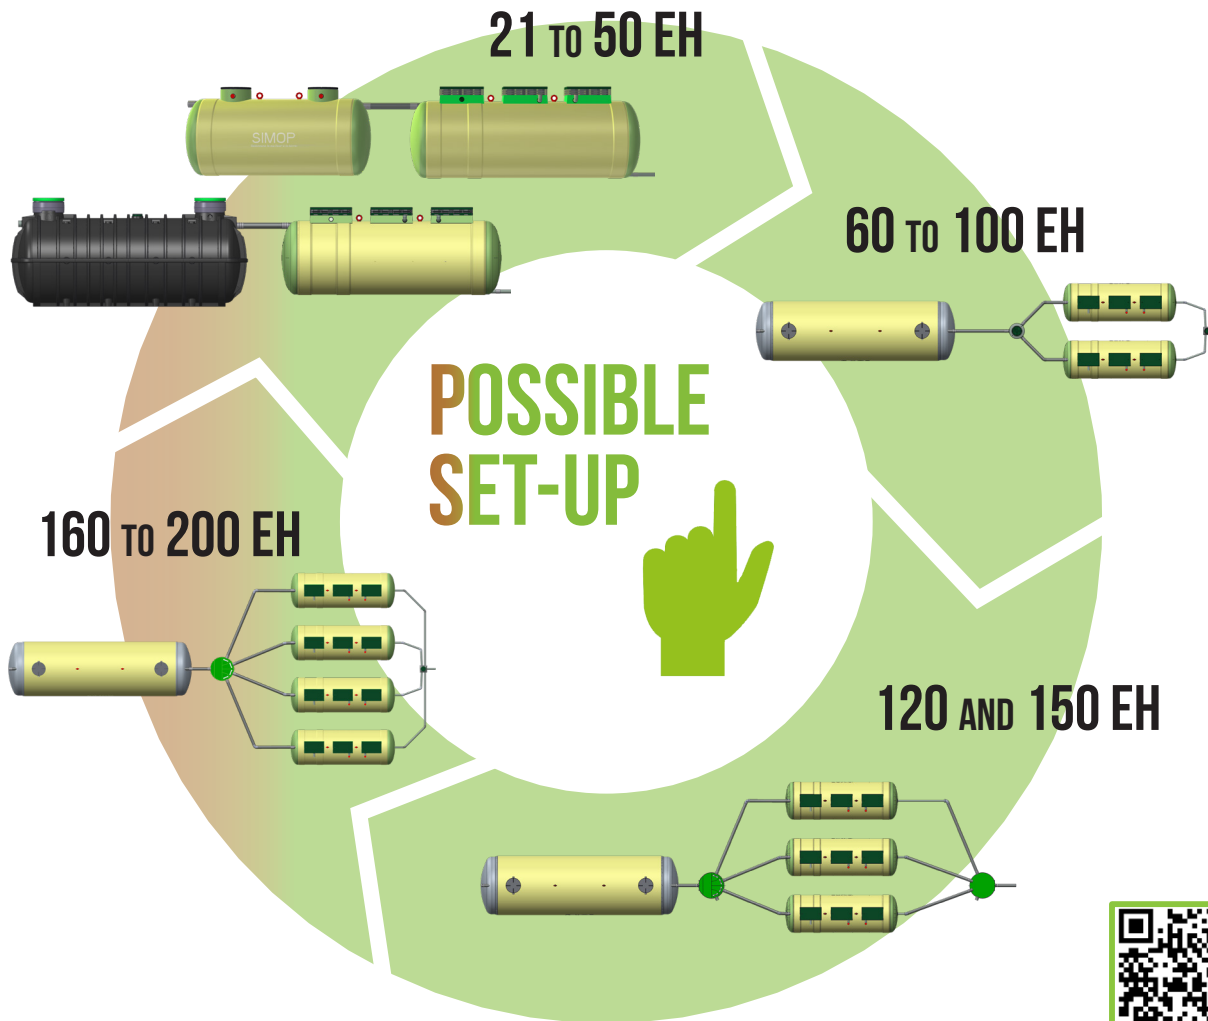 21 TO 50 EH
SIMOP
60 TO 100 EH
POSSIBLE
SET-UP
160 TO 200 EH
120 AND 150 EH